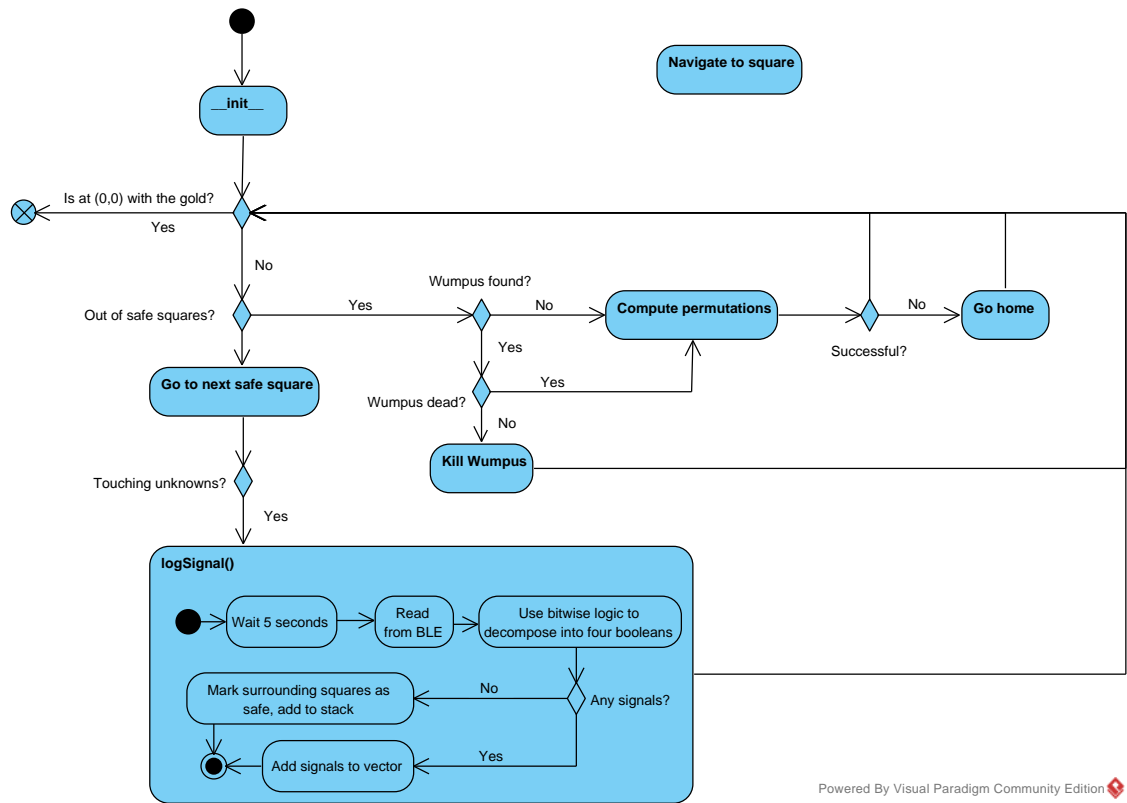 Navigate to square
__init__
Is at (0,0) with the gold?
Yes
No
Wumpus found?
Out of safe squares?
Yes
No
Compute permutations
No
Go home
Successful?
Yes
Go to next safe square
Wumpus dead?
Yes
No
Kill Wumpus
Touching unknowns?
Yes
logSignal()
Wait 5 seconds
Read
from BLE
Use bitwise logic to
decompose into four booleans
Mark surrounding squares as
safe, add to stack
No
Any signals?
Add signals to vector
Yes
Powered By Visual Paradigm Community Edition